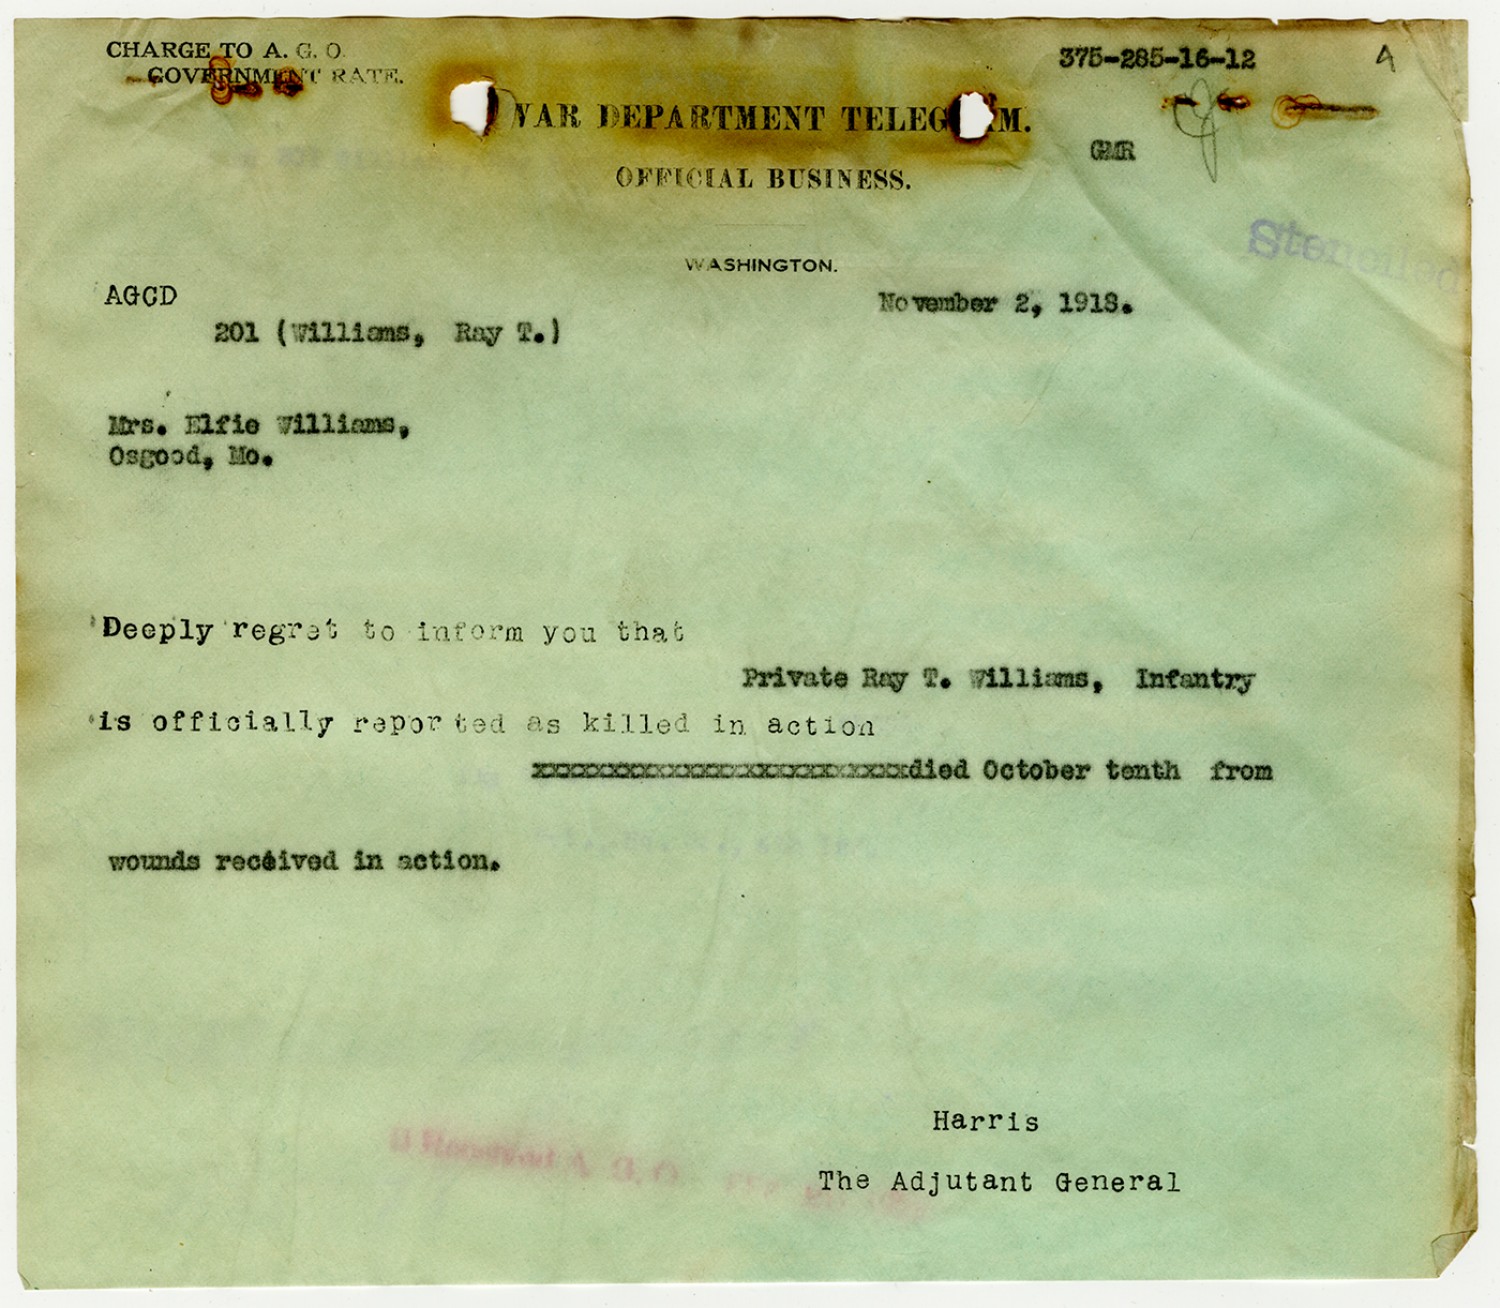 CHARGE TO A. G. O.
GOVERNMENT RATE.
375-285-16-12
WAR DEPARTMENT TELEGRAM.
GMR
OFFICIAL BUSINESS.
Stenciled
WASHINGTON.
AGCD
November 2, 1918.
201 (Williams, Ray T.)
Mrs. Elfie Williams,
Osgood, Mo.
Deeply regret to inform you that
Private Ray T. Williams, Infantry
is officially reported as killed in action
xxxxxxxxxxxxxxxxxxxxxxxxxxxxxdied October tenth from
wounds received in action.
Harris
The Adjutant General
Received A. G. O.